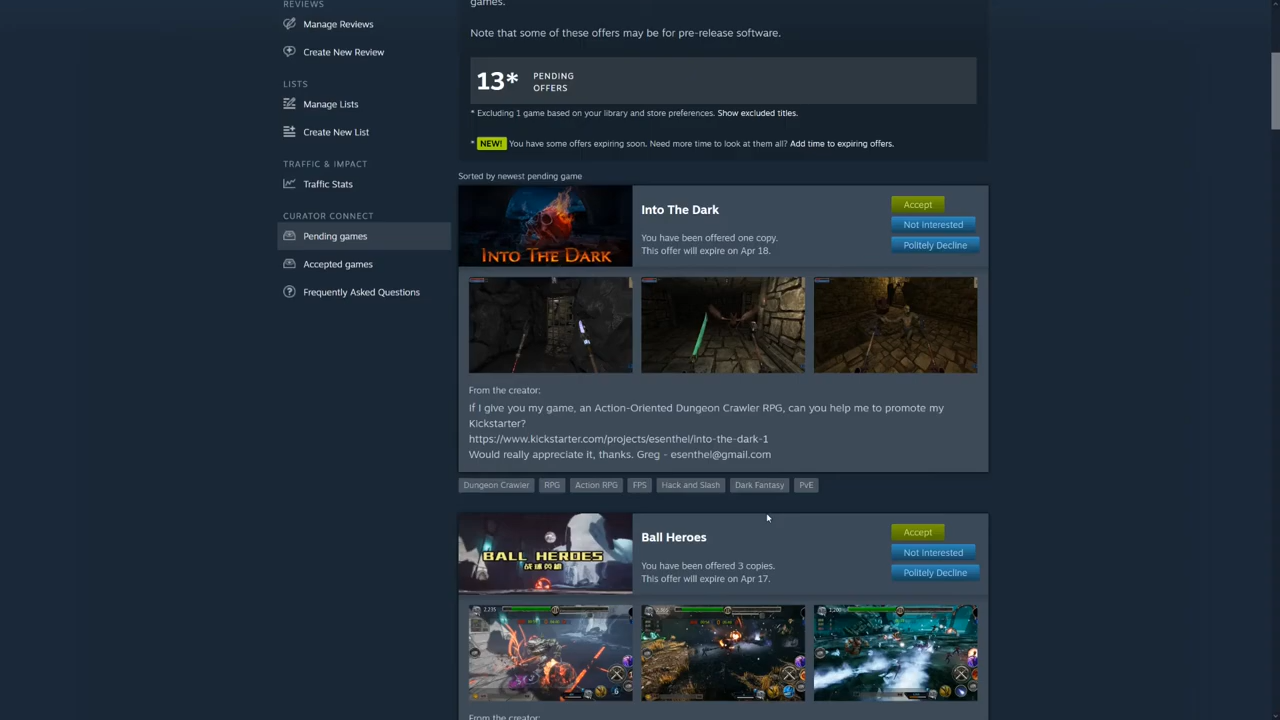 REVIEWS
Manage Reviews
Create New Review
LISTS
Manage Lists
Create New List
TRAFFIC & IMPACT
Traffic Stats
CURATOR CONNECT
Pending games
Accepted games
Frequently Asked Questions
games.
Note that some of these offers may be for pre-release software.
13* PENDING OFFERS
* Excluding 1 game based on your library and store preferences. Show excluded titles.
* NEW! You have some offers expiring soon. Need more time to look at them all? Add time to expiring offers.
Sorted by newest pending game
INTO THE DARK
Into The Dark
You have been offered one copy.
This offer will expire on Apr 18.
Accept
Not Interested
Politely Decline
From the creator:
If I give you my game, an Action-Oriented Dungeon Crawler RPG, can you help me to promote my
Kickstarter?
https://www.kickstarter.com/projects/esenthel/into-the-dark-1
Would really appreciate it, thanks. Greg - esenthel@gmail.com
Dungeon Crawler RPG Action RPG FPS Hack and Slash Dark Fantasy PvE
BALL HEROES
战球英雄
Ball Heroes
You have been offered 3 copies.
This offer will expire on Apr 17.
Accept
Not Interested
Politely Decline
From the creator: